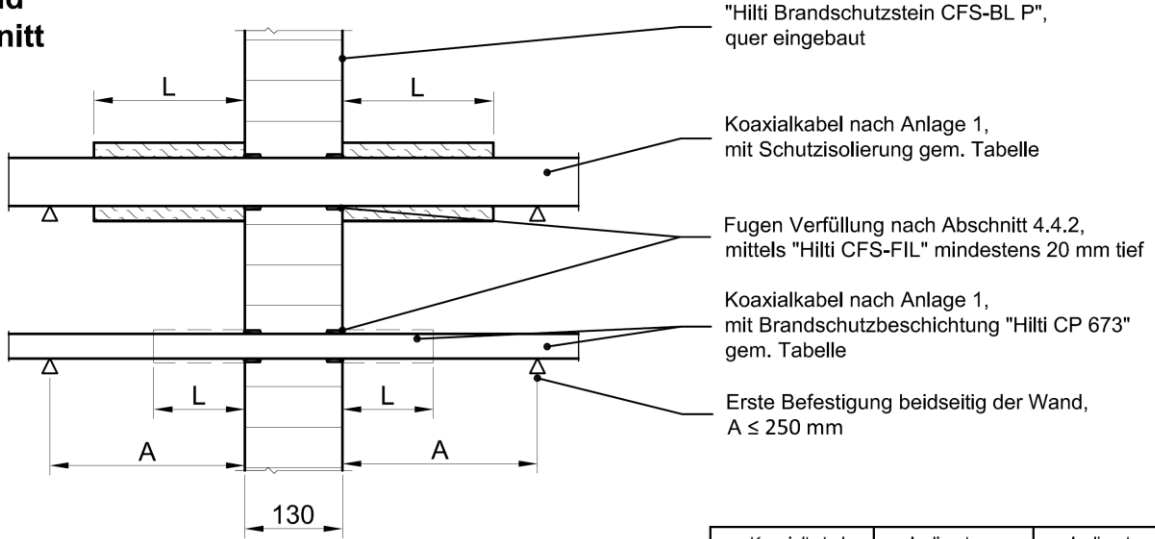 nitt
"Hilti Brandschutzstein CFS-BL P",
quer eingebaut
L
L
Koaxialkabel nach Anlage 1,
mit Schutzisolierung gem. Tabelle
Fugen Verfüllung nach Abschnitt 4.4.2,
mittels "Hilti CFS-FIL" mindestens 20 mm tief
Koaxialkabel nach Anlage 1,
mit Brandschutzbeschichtung "Hilti CP 673"
gem. Tabelle
L
L
Erste Befestigung beidseitig der Wand,
A ≤ 250 mm
A
A
130